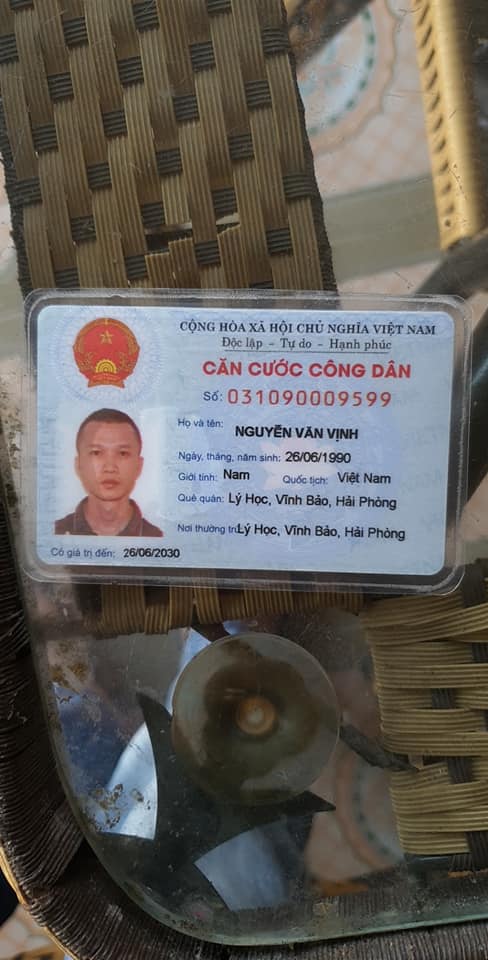 CỘNG HÒA XÃ HỘI CHỦ NGHĨA VIỆT NAM
Độc lập - Tự do - Hạnh phúc
CĂN CƯỚC CÔNG DÂN
Số: 031090009599
Họ và tên: NGUYỄN VĂN VỊNH
Ngày, tháng, năm sinh: 26/06/1990
Giới tính: Nam Quốc tịch: Việt Nam
Quê quán: Lý Học, Vĩnh Bảo, Hải Phòng
Nơi thường trú: Lý Học, Vĩnh Bảo, Hải Phòng
Có giá trị đến: 26/06/2030